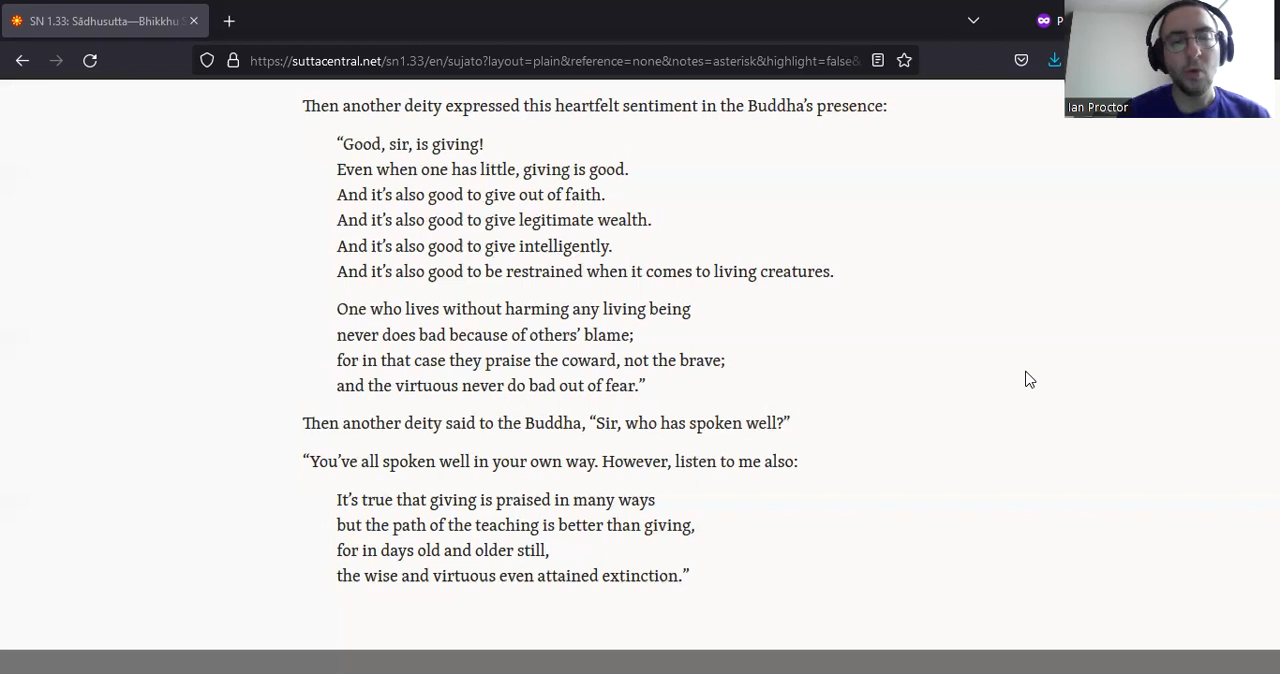 SN 1.33: Sādhusutta—Bhikkhu
https://suttacentral.net/sn1.33/en/sujato?layout=plain&reference=none&notes=asterisk&highlight=false&
P
Ian Proctor
Then another deity expressed this heartfelt sentiment in the Buddha’s presence:
“Good, sir, is giving!
Even when one has little, giving is good.
And it’s also good to give out of faith.
And it’s also good to give legitimate wealth.
And it’s also good to give intelligently.
And it’s also good to be restrained when it comes to living creatures.
One who lives without harming any living being
never does bad because of others’ blame;
for in that case they praise the coward, not the brave;
and the virtuous never do bad out of fear.”
Then another deity said to the Buddha, “Sir, who has spoken well?”
“You’ve all spoken well in your own way. However, listen to me also:
It’s true that giving is praised in many ways
but the path of the teaching is better than giving,
for in days old and older still,
the wise and virtuous even attained extinction.”